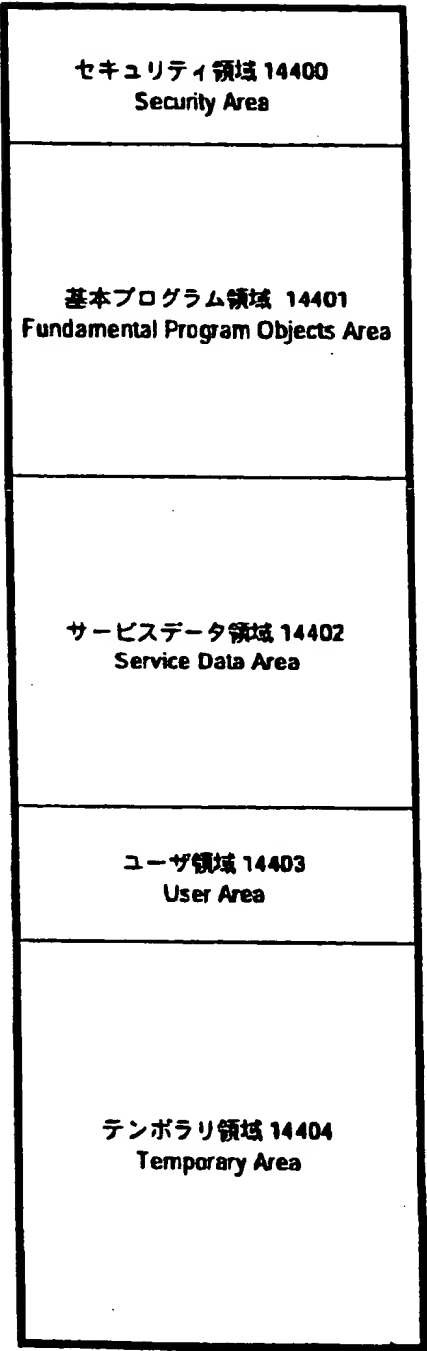 セキュリティ領域 14400
Security Area
基本プログラム領域 14401
Fundamental Program Objects Area
サービスデータ領域 14402
Service Data Area
ユーザ領域 14403
User Area
テンポラリ領域 14404
Temporary Area